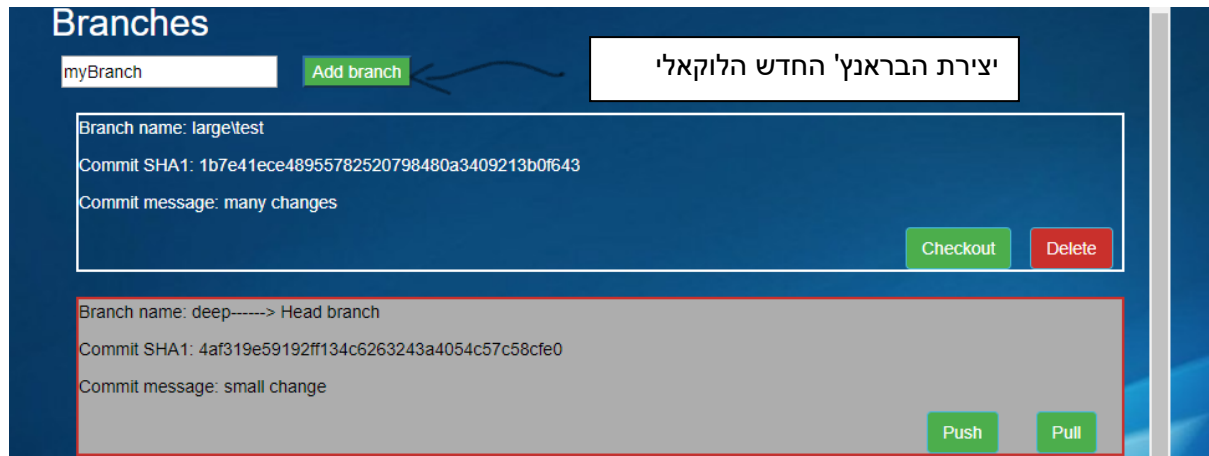 Branches
myBranch
Add branch
יצירת הבראנץ' החדש הלוקאלי
Branch name: large\test
Commit SHA1: 1b7e41ece48955782520798480a3409213b0f643
Commit message: many changes
Checkout
Delete
Branch name: deep------> Head branch
Commit SHA1: 4af319e59192ff134c6263243a4054c57c58cfe0
Commit message: small change
Push
Pull